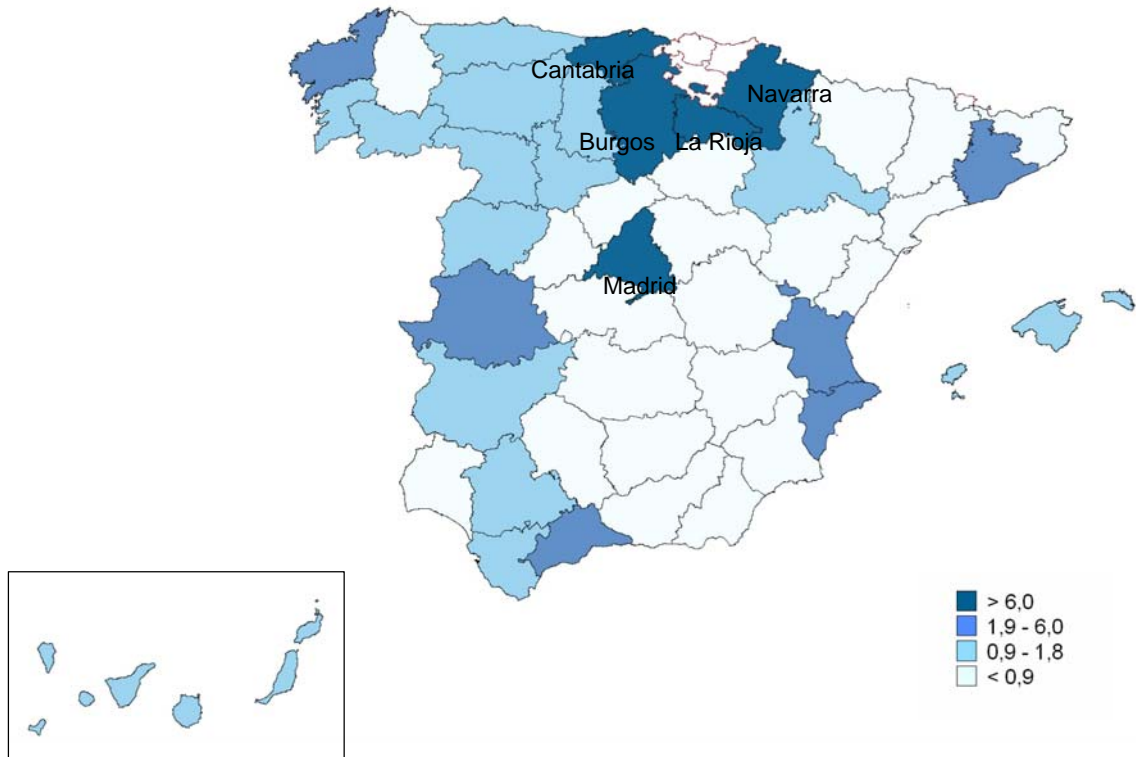 Cantabria
Navarra
Burgos
La Rioja
Madrid
> 6,0
1,9 - 6,0
0,9 - 1,8
< 0,9